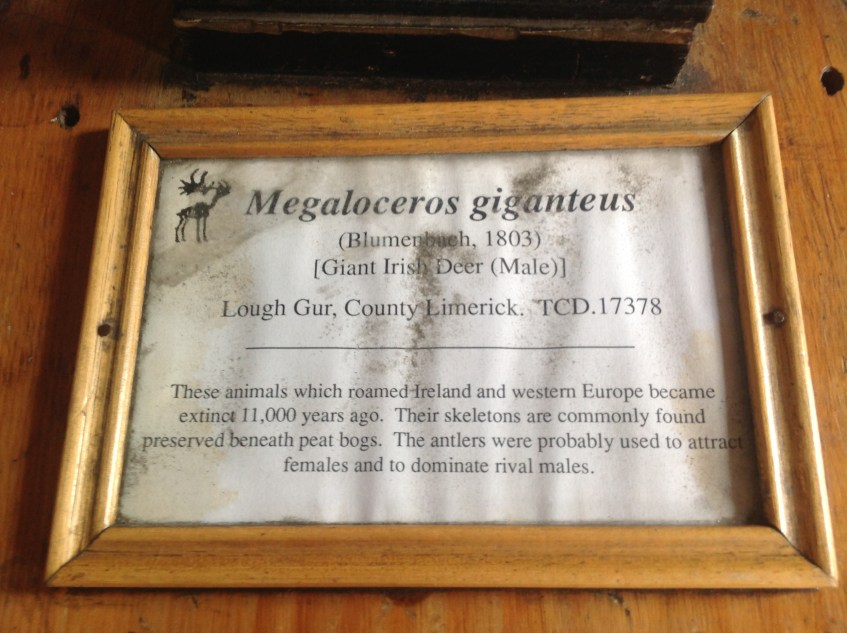 Megaloceros giganteus
(Blumenbach, 1803)
[Giant Irish Deer (Male)]
Lough Gur, County Limerick. TCD.17378
These animals which roamed Ireland and western Europe became
extinct 11,000 years ago. Their skeletons are commonly found
preserved beneath peat bogs. The antlers were probably used to attract
females and to dominate rival males.